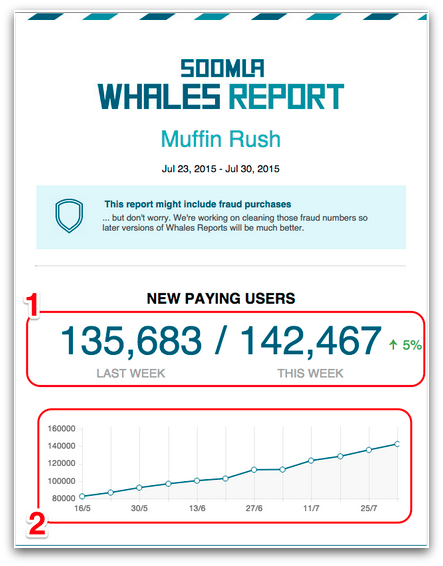 SOOMLA
WHALES REPORT
Muffin Rush
Jul 23, 2015 - Jul 30, 2015
This report might include fraud purchases
... but don't worry. We're working on cleaning those fraud numbers so
later versions of Whales Reports will be much better.
NEW PAYING USERS
1
135,683 / 142,467 5%
LAST WEEK THIS WEEK
160000
140000
120000
100000
80000
16/5 30/5 13/6 27/6 11/7 25/7
2